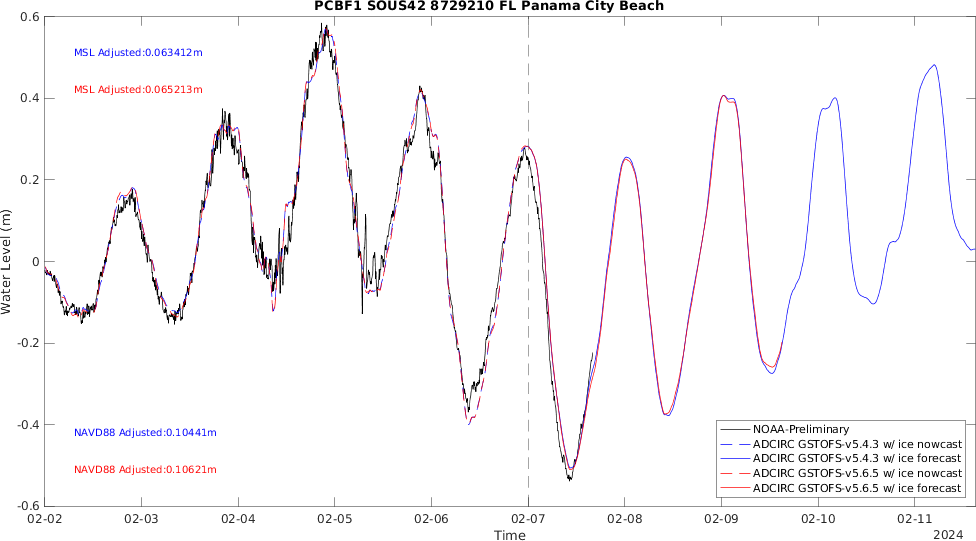 PCBF1 SOUS42 8729210 FL Panama City Beach
0.6
0.4
0.2
0
-0.2
-0.4
-0.6
Water Level (m)
MSL Adjusted:0.063412m
MSL Adjusted:0.065213m
NAVD88 Adjusted:0.10441m
NAVD88 Adjusted:0.10621m
NOAA-Preliminary
ADCIRC GSTOFS-v5.4.3 w/ ice nowcast
ADCIRC GSTOFS-v5.4.3 w/ ice forecast
ADCIRC GSTOFS-v5.6.5 w/ ice nowcast
ADCIRC GSTOFS-v5.6.5 w/ ice forecast
02-02 02-03 02-04 02-05 02-06 02-07 02-08 02-09 02-10 02-11
Time
2024